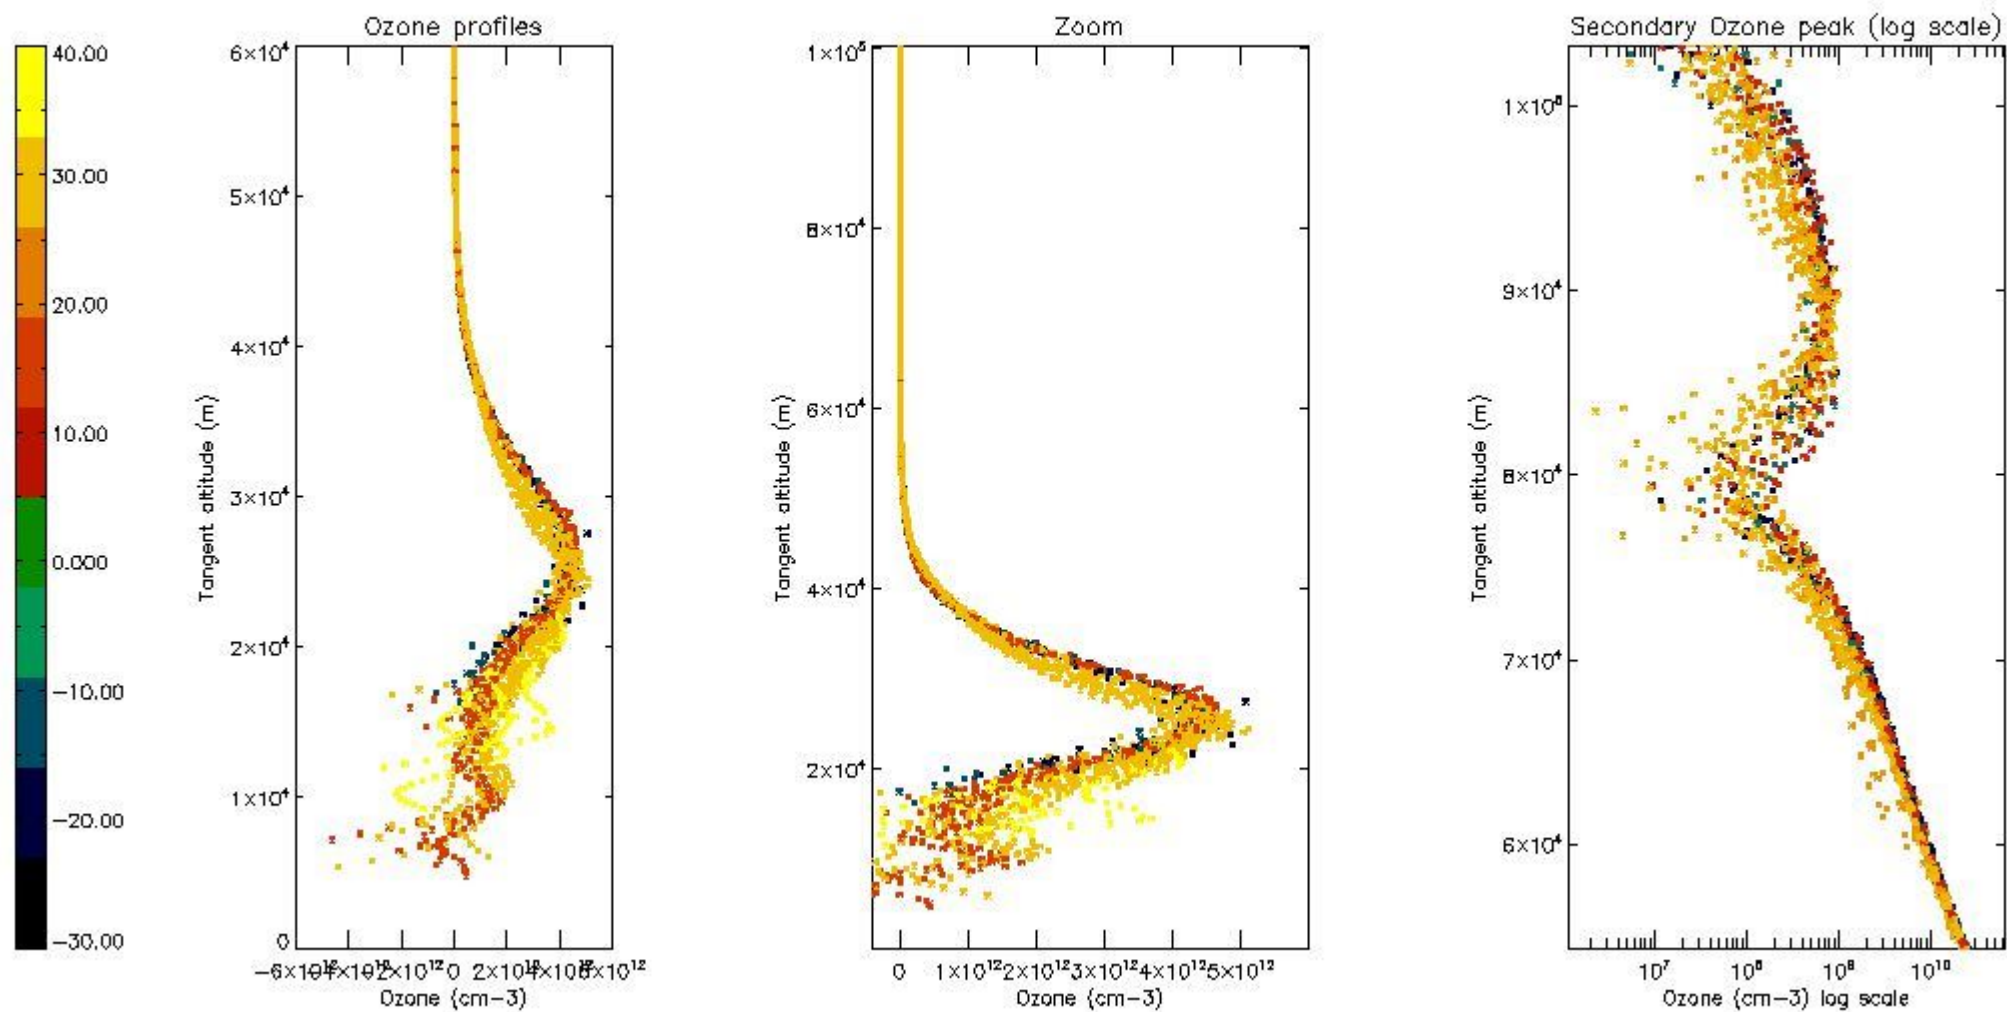 Ozone profiles
Zoom
Secondary Ozone peak (log scale)
40.00
30.00
20.00
10.00
0.000
−10.00
−20.00
−30.00
6×10⁴
5×10⁴
4×10⁴
3×10⁴
2×10⁴
1×10⁴
0
Tangent altitude (m)
0
Ozone (cm−3)
1×10⁵
8×10⁴
6×10⁴
4×10⁴
2×10⁴
Tangent altitude (m)
0 1×10¹² 2×10¹² 3×10¹² 4×10¹² 5×10¹²
Ozone (cm−3)
9×10⁴
8×10⁴
7×10⁴
6×10⁴
Tangent altitude (m)
10⁷ 10⁸ 10⁹ 10¹⁰
Ozone (cm−3) log scale